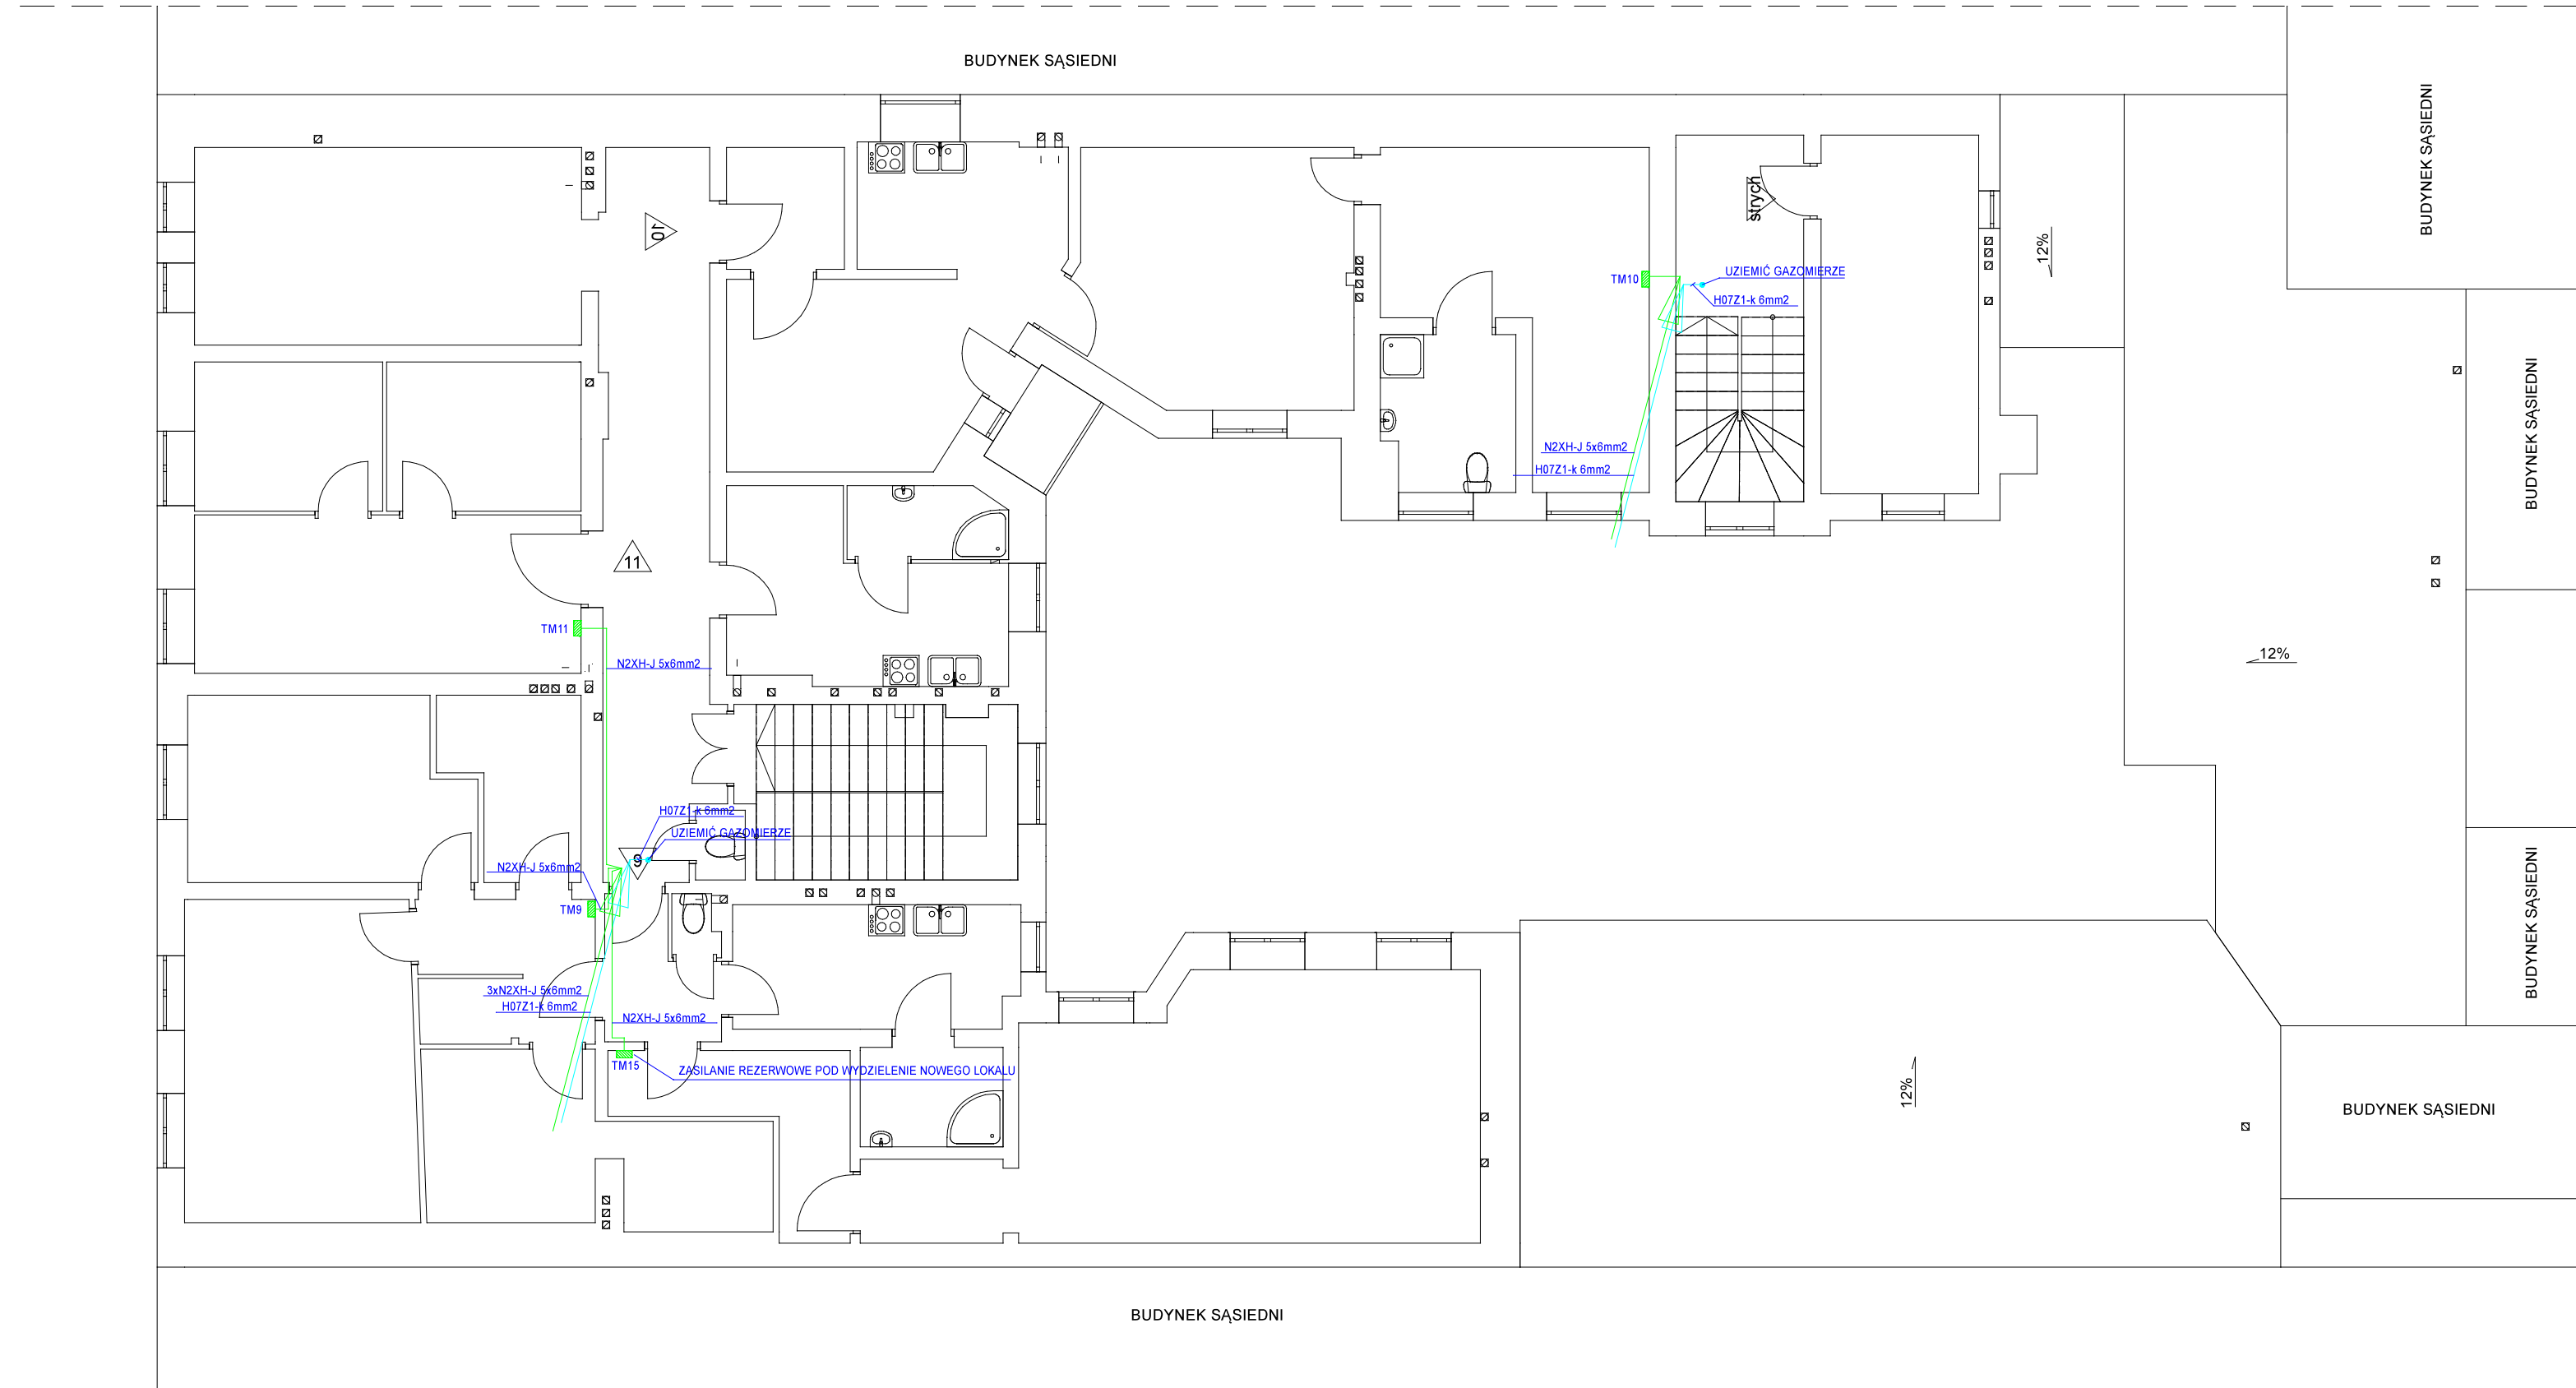 BUDYNEK SĄSIEDNI
BUDYNEK SĄSIEDNI
strych
10
12%
TM10
UZIEMIĆ GAZOMIERZE
H07Z1-k 6mm2
BUDYNEK SĄSIEDNI
N2XH-J 5x6mm2
H07Z1-k 6mm2
11
TM11
N2XH-J 5x6mm2
12%
H07Z1-k 6mm2
UZIEMIĆ GAZOMIERZE
9
N2XH-J 5x6mm2
TM9
BUDYNEK SĄSIEDNI
3xN2XH-J 5x6mm2
H07Z1-k 6mm2
N2XH-J 5x6mm2
TM15
ZASILANIE REZERWOWE POD WYDZIELENIE NOWEGO LOKALU
12%
BUDYNEK SĄSIEDNI
BUDYNEK SĄSIEDNI